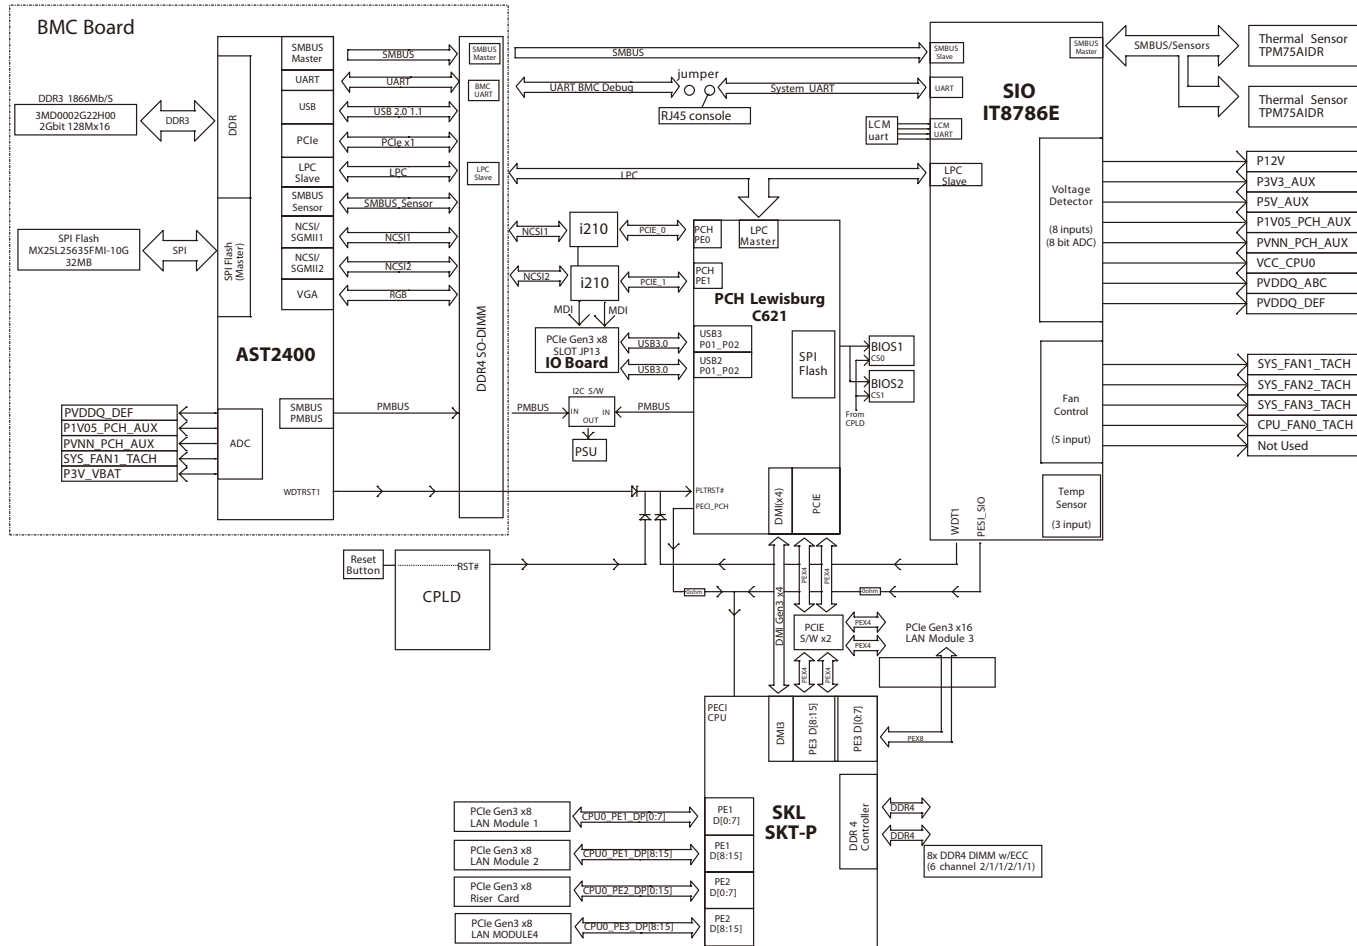 BMC Board
DDR3 1866Mb/S
3MD0002G22H00
2Gbit 128Mx16
DDR3
DDR
SPI Flash
MX25L25635FMI-10G
32MB
SPI
SPI Flash
(Master)
AST2400
SMBUS
Master
UART
USB
PCIe
LPC
Slave
SMBUS
Sensor
NCSI/
SGMII1
NCSI/
SGMII2
VGA
SMBUS
PMBUS
ADC
WDTRST1
PVDDQ_DEF
P1V05_PCH_AUX
PVNN_PCH_AUX
SYS_FAN1_TACH
P3V_VBAT
SMBUS
UART
USB 2.0 1.1
PCIe x1
LPC
SMBUS_Sensor
NCSI1
NCSI2
RGB
PMBUS
SMBUS
Master
BMC
UART
LPC
Slave
DDR4 SO-DIMM
SMBUS
UART BMC Debug
jumper
System UART
RJ45 console
LPC
LCM
uart
NCSI1
i210
PCIE_0
NCSI2
i210
PCIE_1
MDI
MDI
PCIe Gen3 x8
SLOT JP13
IO Board
USB3.0
USB3.0
I2C S/W
IN
IN
OUT
PMBUS
PMBUS
PSU
PCH
PE0
LPC
Master
PCH
PE1
PCH Lewisburg
C621
USB3
P01_P02
USB2
P01_P02
SPI
Flash
BIOS1
CS0
BIOS2
CS1
From
CPLD
PLTRST#
PECI_PCH
DMI(x4)
PCIE
SMBUS
Slave
UART
LCM
UART
LPC
Slave
SIO
IT8786E
SMBUS
Master
SMBUS/Sensors
Thermal Sensor
TPM75AIDR
Thermal Sensor
TPM75AIDR
Voltage
Detector
(8 inputs)
(8 bit ADC)
P12V
P3V3_AUX
P5V_AUX
P1V05_PCH_AUX
PVNN_PCH_AUX
VCC_CPU0
PVDDQ_ABC
PVDDQ_DEF
Fan
Control
(5 input)
SYS_FAN1_TACH
SYS_FAN2_TACH
SYS_FAN3_TACH
CPU_FAN0_TACH
Not Used
Temp
Sensor
(3 input)
WDT1
PESI_SIO
Reset
Button
RST#
CPLD
0ohm
0ohm
DMI Gen3 x4
PEX4
PEX4
PCIE
S/W x2
PEX4
PEX4
PCIe Gen3 x16
LAN Module 3
PEX4
PEX4
PECI
CPU
DMI3
PE3 D[8:15]
PE3 D[0:7]
PEX8
SKL
SKT-P
DDR 4
Controller
DDR4
DDR4
8x DDR4 DIMM w/ECC
(6 channel 2/1/1/2/1/1)
PCIe Gen3 x8
LAN Module 1
CPU0_PE1_DP[0:7]
PE1
D[0:7]
PCIe Gen3 x8
LAN Module 2
CPU0_PE1_DP[8:15]
PE1
D[8:15]
PCIe Gen3 x8
Riser Card
CPU0_PE2_DP[0:15]
PE2
D[0:7]
PCIe Gen3 x8
LAN MODULE4
CPU0_PE3_DP[8:15]
PE2
D[8:15]